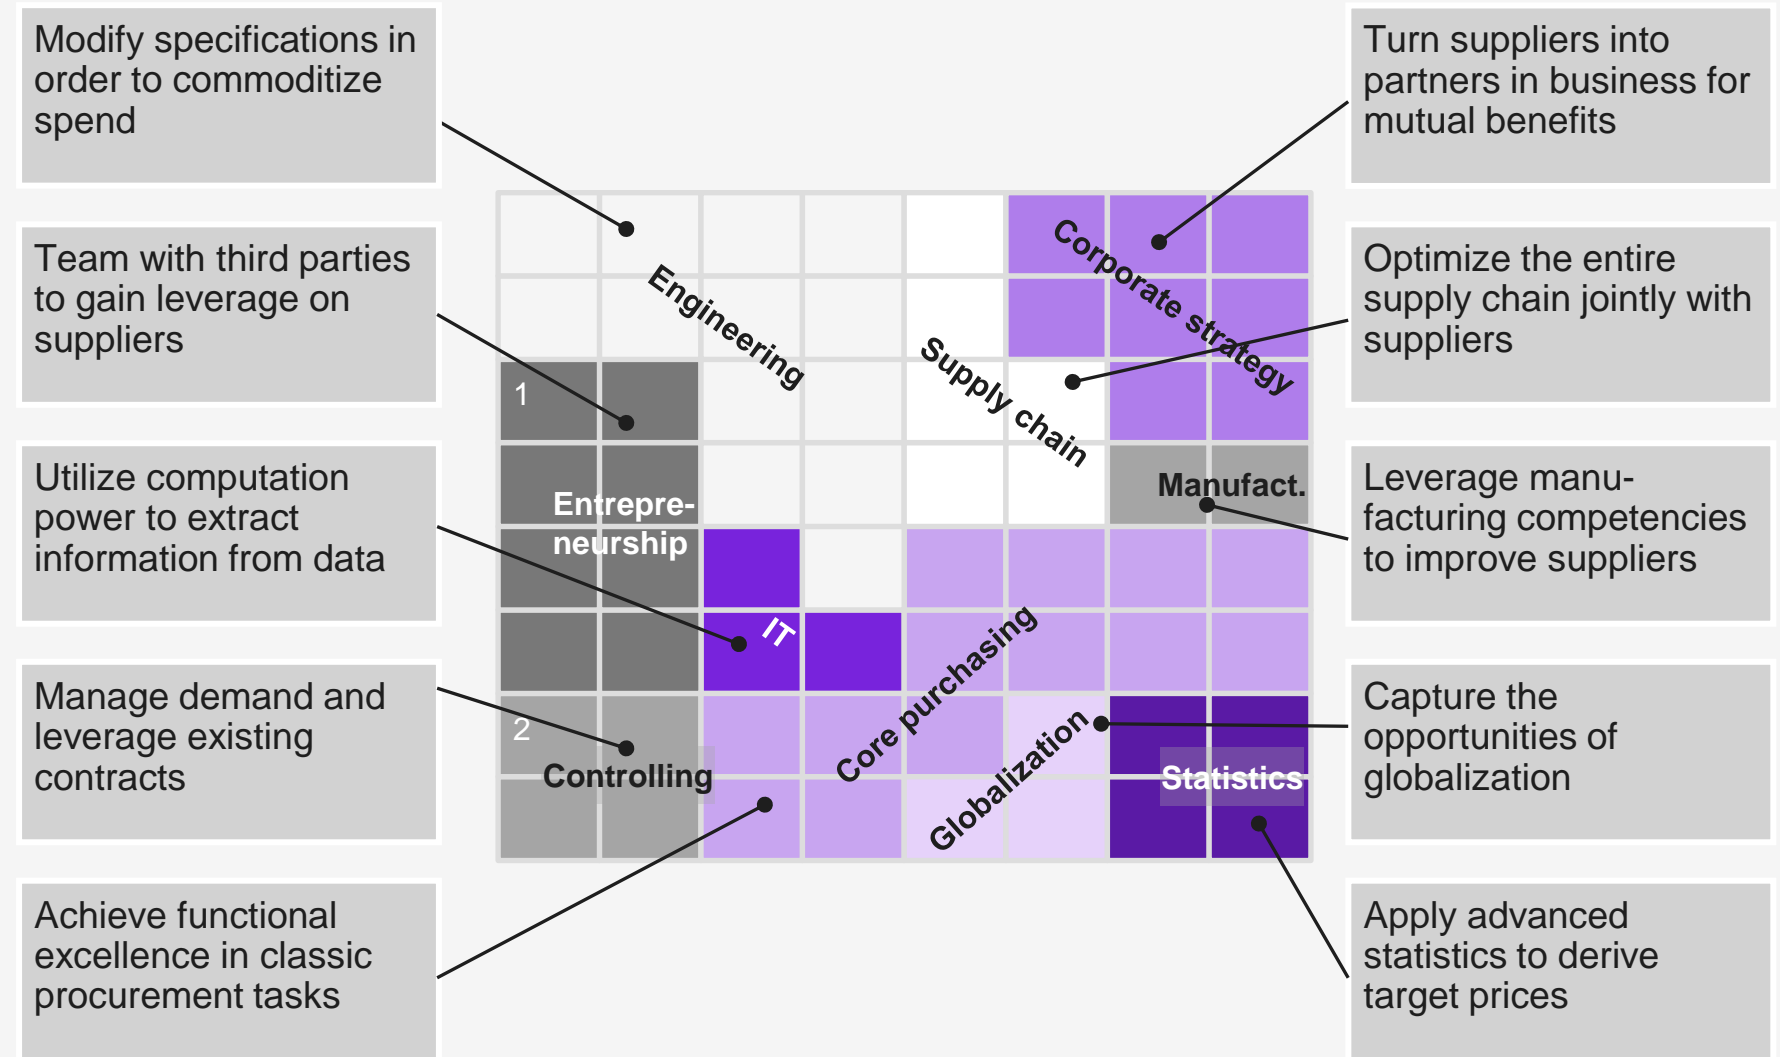 Modify specifications in
order to commoditize
spend
Team with third parties
to gain leverage on
suppliers
Utilize computation
power to extract
information from data
Manage demand and
leverage existing
contracts
Achieve functional
excellence in classic
procurement tasks
Engineering
Corporate strategy
Supply chain
1
Manufact.
Entrepre-
neurship
IT
Core purchasing
2
Globalization
Controlling
Statistics
Turn suppliers into
partners in business for
mutual benefits
Optimize the entire
supply chain jointly with
suppliers
Leverage manu-
facturing competencies
to improve suppliers
Capture the
opportunities of
globalization
Apply advanced
statistics to derive
target prices